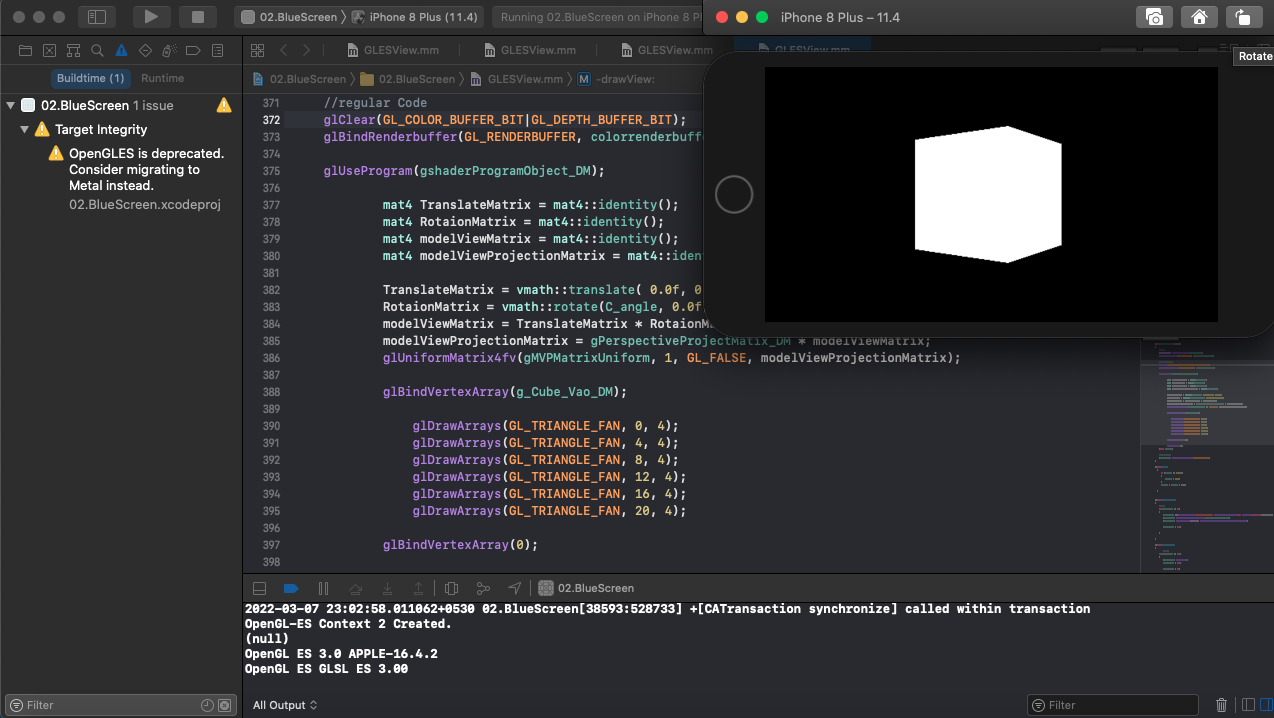 02.BlueScreen
iPhone 8 Plus (11.4)
Running 02.BlueScreen on iPhone 8
iPhone 8 Plus – 11.4
Rotate
GLESView.mm
GLESView.mm
GLESView.mm
GLESView.mm
Buildtime (1)
Runtime
02.BlueScreen 〉 02.BlueScreen 〉 GLESView.mm 〉 M -drawView:
02.BlueScreen 1 issue
Target Integrity
OpenGLES is deprecated.
Consider migrating to
Metal instead.
02.BlueScreen.xcodeproj
371 //regular Code
372 glClear(GL_COLOR_BUFFER_BIT|GL_DEPTH_BUFFER_BIT);
373 glBindRenderbuffer(GL_RENDERBUFFER, colorrenderbuff
374
375 glUseProgram(gshaderProgramObject_DM);
376
377 mat4 TranslateMatrix = mat4::identity();
378 mat4 RotaionMatrix = mat4::identity();
379 mat4 modelViewMatrix = mat4::identity();
380 mat4 modelViewProjectionMatrix = mat4::iden
381
382 TranslateMatrix = vmath::translate( 0.0f, 0
383 RotaionMatrix = vmath::rotate(C_angle, 0.0f
384 modelViewMatrix = TranslateMatrix * RotaionM
385 modelViewProjectionMatrix = gPerspectiveProjectMatix_DM * modelViewMatrix;
386 glUniformMatrix4fv(gMVPMatrixUniform, 1, GL_FALSE, modelViewProjectionMatrix);
387
388 glBindVertexArray(g_Cube_Vao_DM);
389
390 glDrawArrays(GL_TRIANGLE_FAN, 0, 4);
391 glDrawArrays(GL_TRIANGLE_FAN, 4, 4);
392 glDrawArrays(GL_TRIANGLE_FAN, 8, 4);
393 glDrawArrays(GL_TRIANGLE_FAN, 12, 4);
394 glDrawArrays(GL_TRIANGLE_FAN, 16, 4);
395 glDrawArrays(GL_TRIANGLE_FAN, 20, 4);
396
397 glBindVertexArray(0);
398
02.BlueScreen
2022-03-07 23:02:58.011062+0530 02.BlueScreen[38593:528733] +[CATransaction synchronize] called within transaction
OpenGL-ES Context 2 Created.
(null)
OpenGL ES 3.0 APPLE-16.4.2
OpenGL ES GLSL ES 3.00
Filter
All Output
Filter